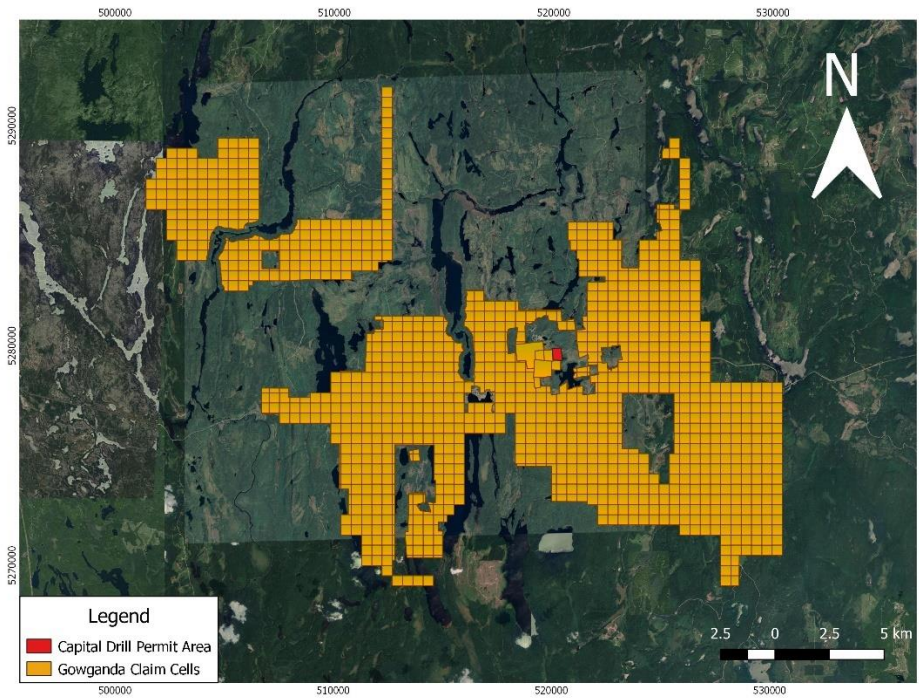 500000 510000 520000 530000
N
5290000
5280000
5270000
Legend
Capital Drill Permit Area
Gowganda Claim Cells
2.5 0 2.5 5 km
500000 510000 520000 530000